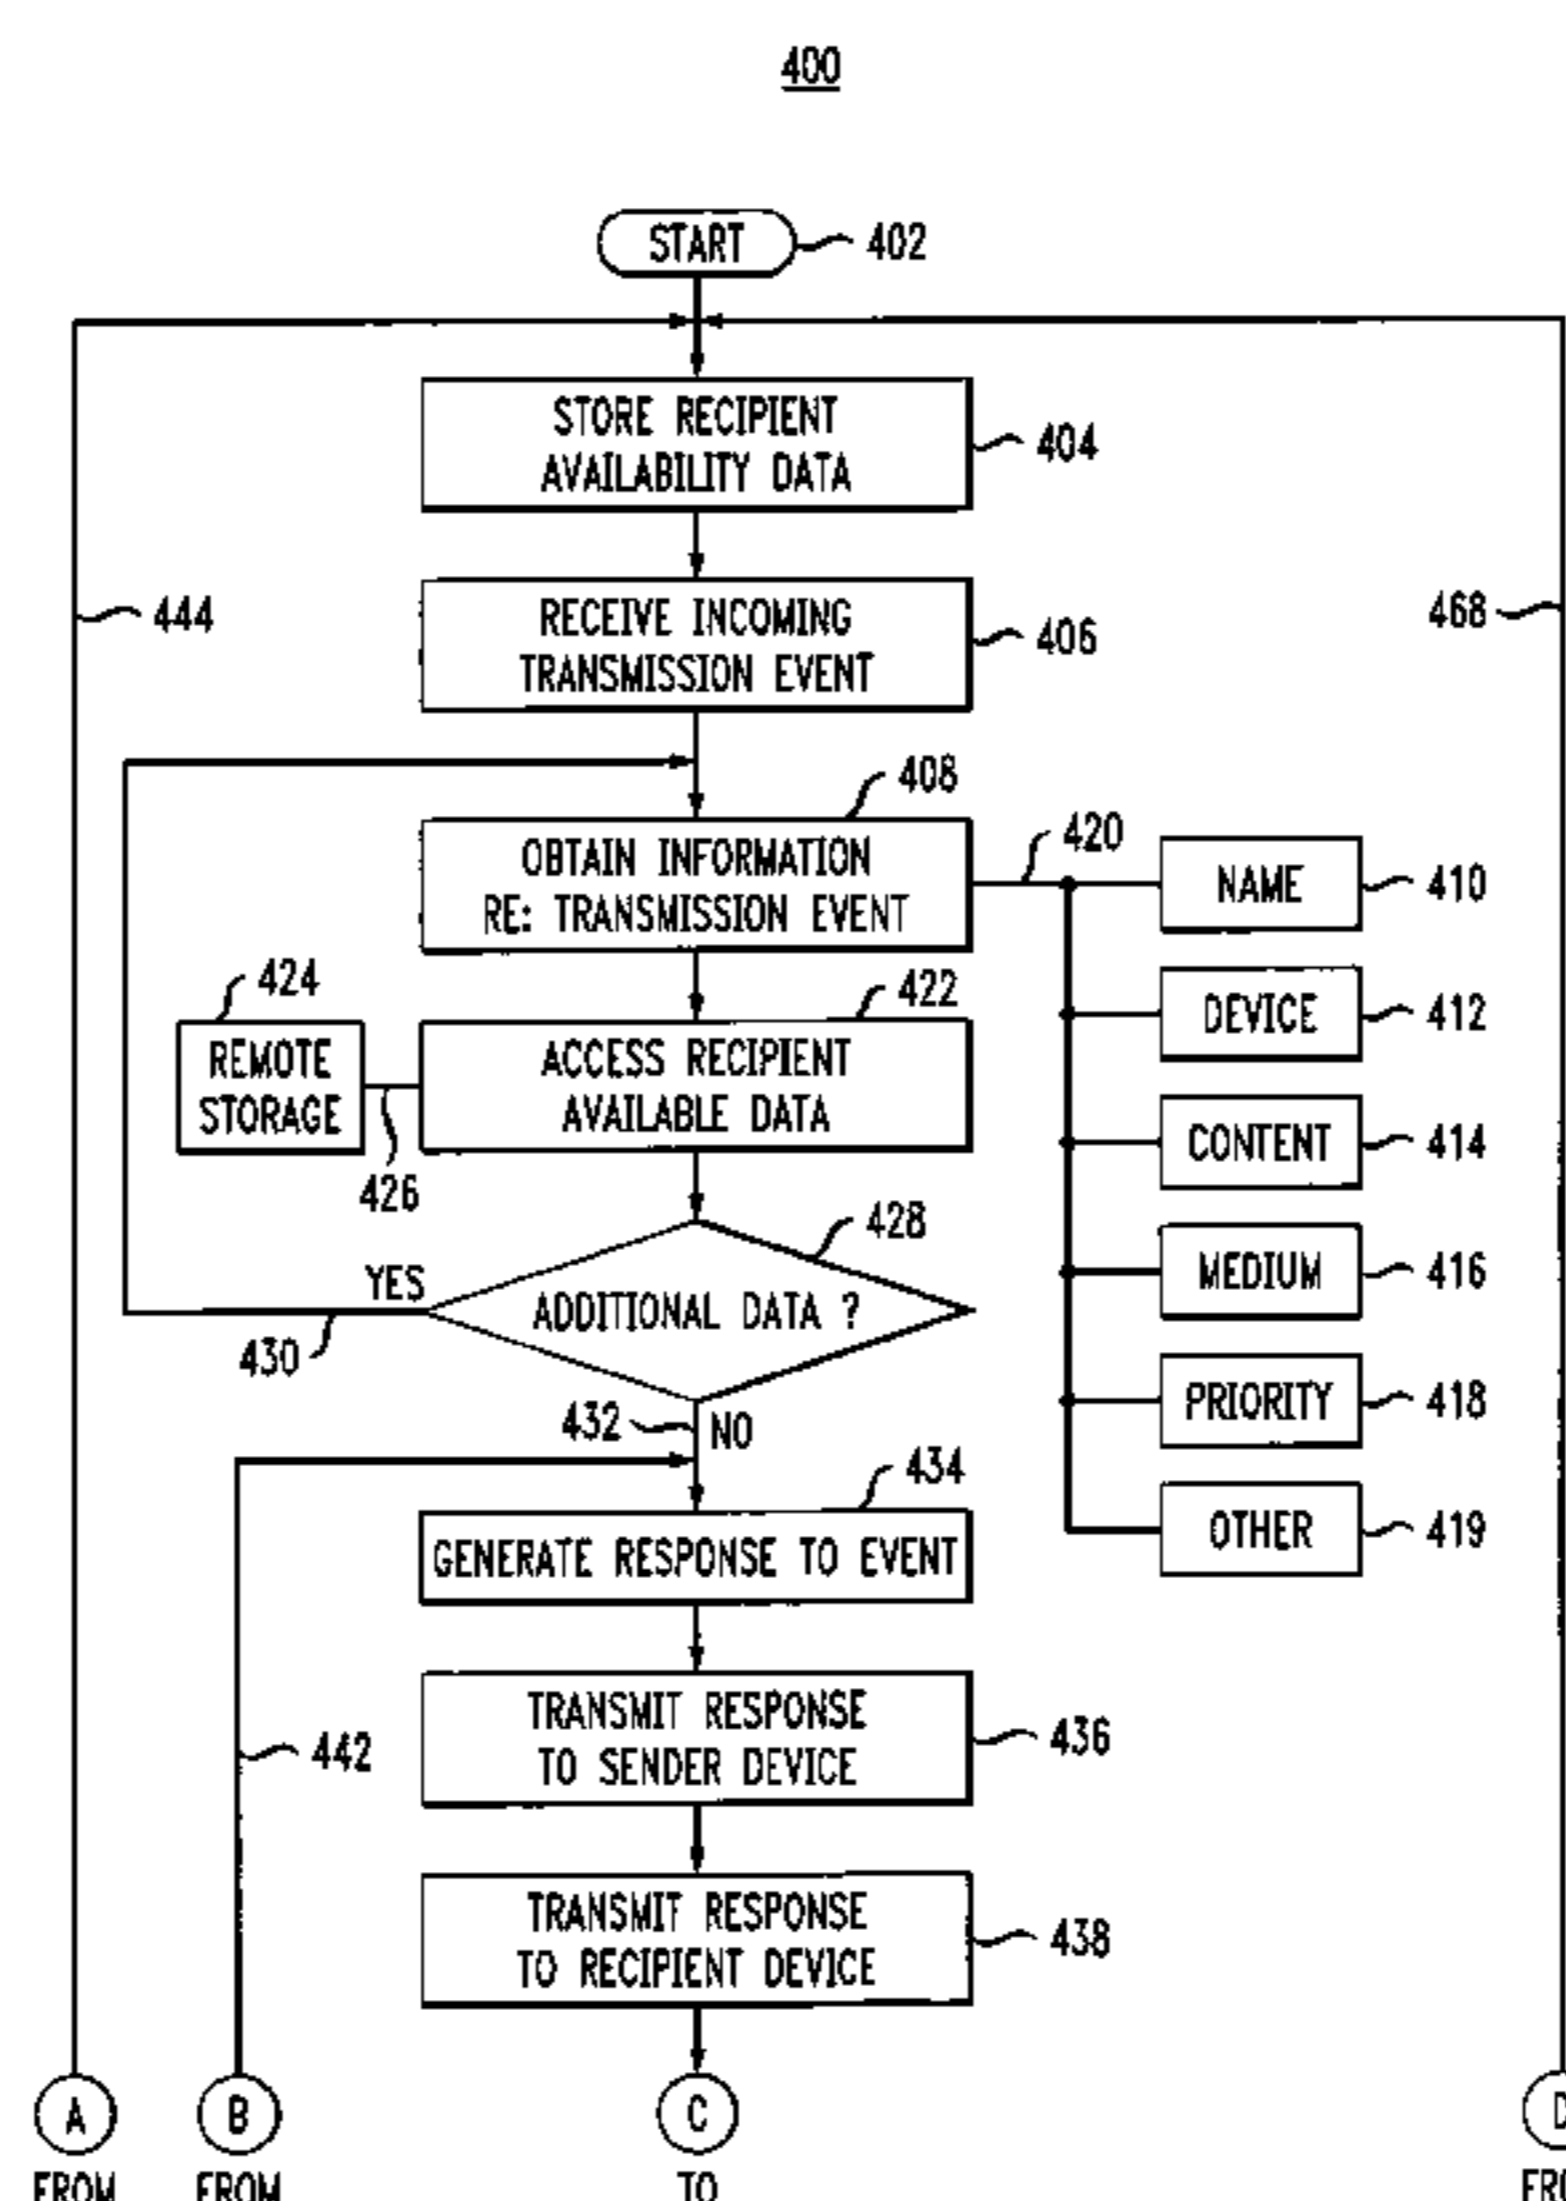 400
START
402
STORE RECIPIENT
AVAILABILITY DATA
404
444
RECEIVE INCOMING
TRANSMISSION EVENT
406
468
408
OBTAIN INFORMATION
RE: TRANSMISSION EVENT
420
NAME
410
424
422
DEVICE
412
REMOTE
STORAGE
ACCESS RECIPIENT
AVAILABLE DATA
CONTENT
414
426
428
YES
ADDITIONAL DATA ?
MEDIUM
416
430
432
NO
PRIORITY
418
434
GENERATE RESPONSE TO EVENT
OTHER
419
TRANSMIT RESPONSE
TO SENDER DEVICE
436
442
TRANSMIT RESPONSE
TO RECIPIENT DEVICE
438
A
B
C
D
FROM
FROM
TO